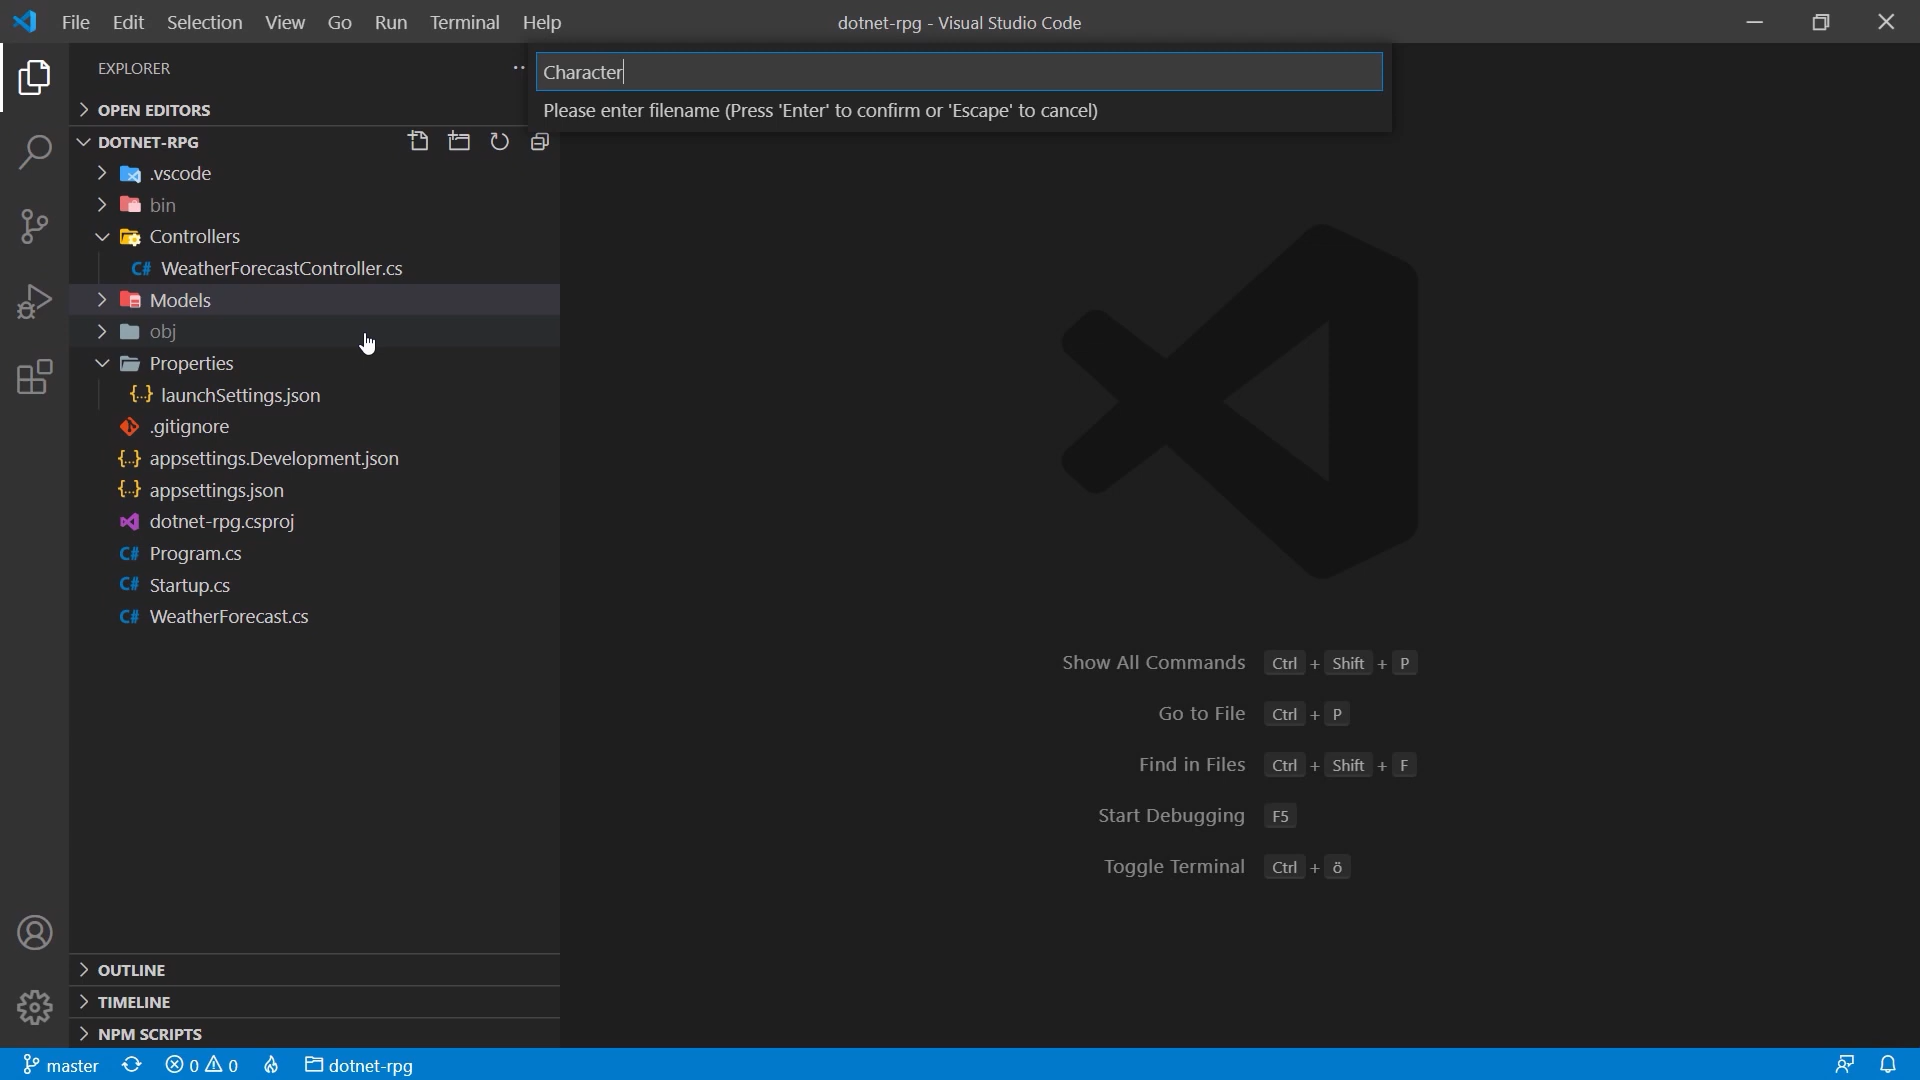 File Edit Selection View Go Run Terminal Help
dotnet-rpg - Visual Studio Code
EXPLORER
Character
Please enter filename (Press 'Enter' to confirm or 'Escape' to cancel)
OPEN EDITORS
DOTNET-RPG
.vscode
bin
Controllers
C# WeatherForecastController.cs
Models
obj
Properties
{..} launchSettings.json
.gitignore
{..} appsettings.Development.json
{..} appsettings.json
dotnet-rpg.csproj
C# Program.cs
C# Startup.cs
C# WeatherForecast.cs
Show All Commands Ctrl + Shift + P
Go to File Ctrl + P
Find in Files Ctrl + Shift + F
Start Debugging F5
Toggle Terminal Ctrl + ö
OUTLINE
TIMELINE
NPM SCRIPTS
master 0 0 dotnet-rpg